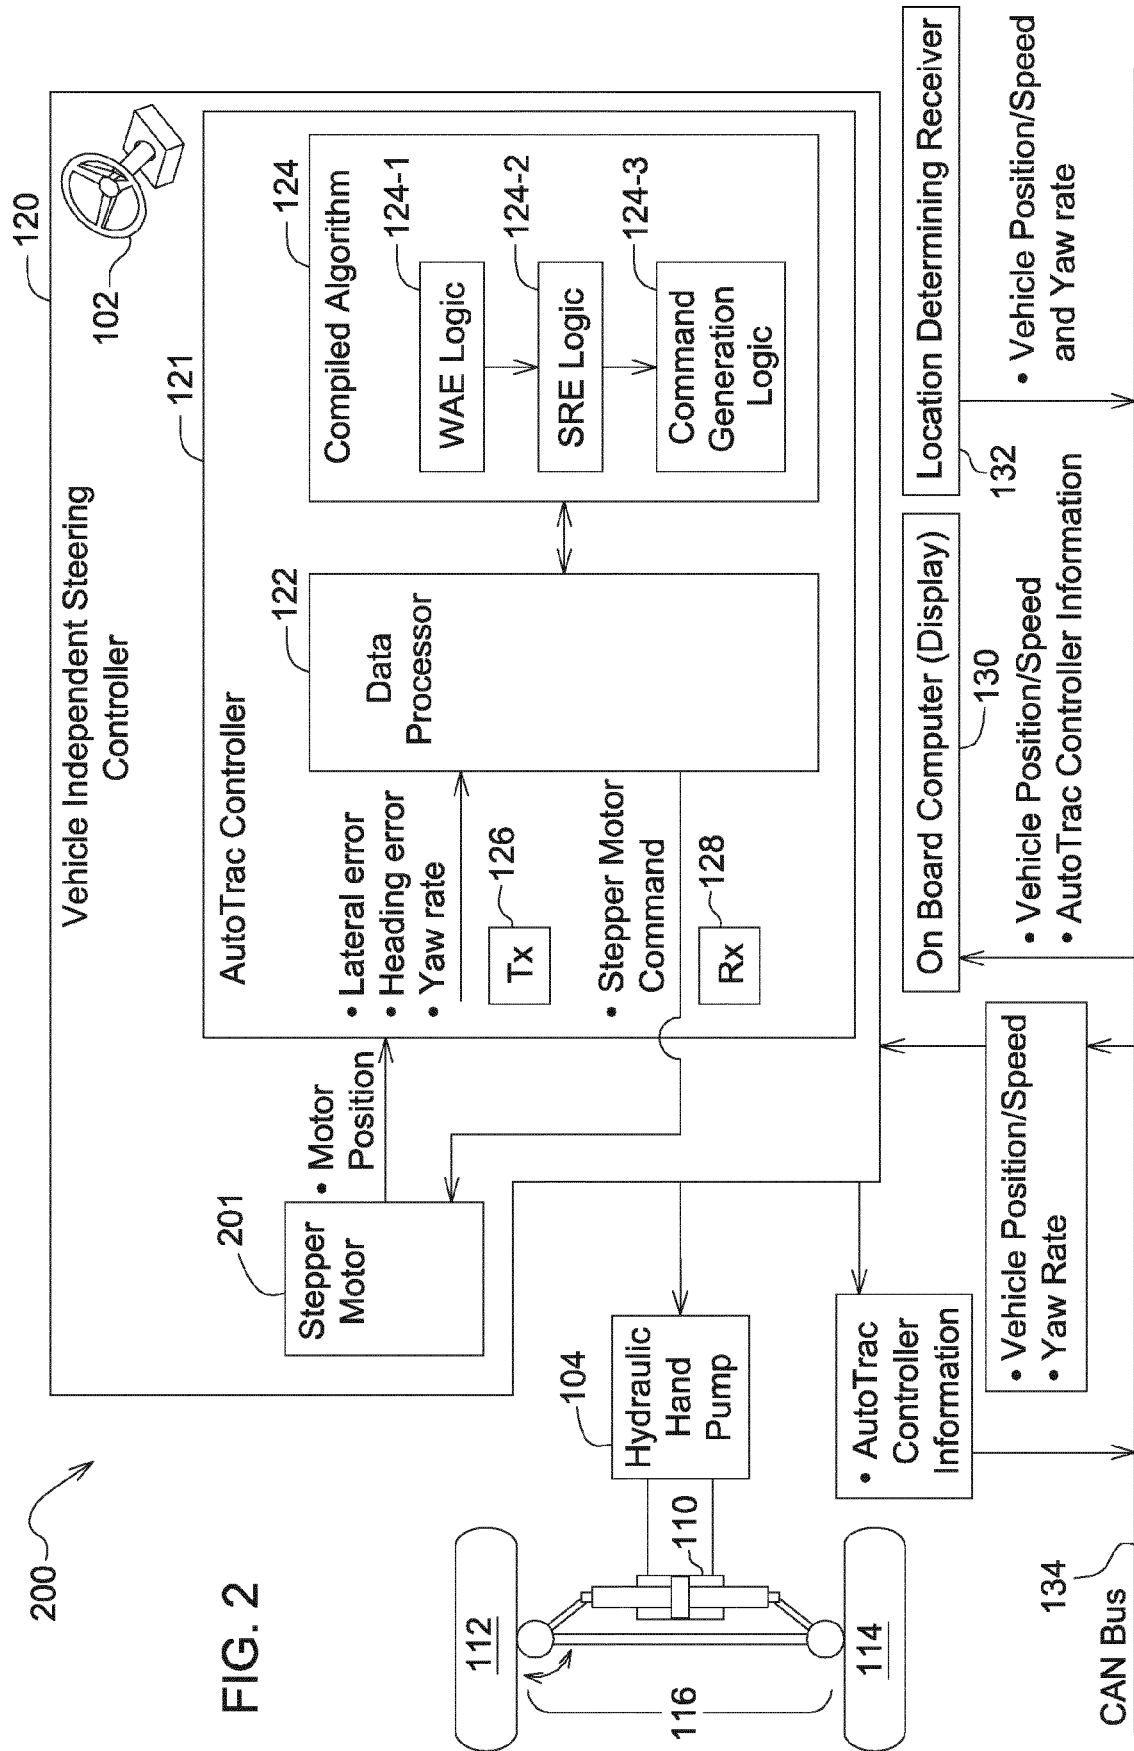 120
Vehicle Independent Steering
Controller
102
121
AutoTrac Controller
124
Compiled Algorithm
124-1
WAE Logic
124-2
SRE Logic
124-3
Command
Generation
Logic
122
Data
Processor
• Lateral error
• Heading error
• Yaw rate
126
Tx
• Stepper Motor
Command
128
Rx
• Motor
Position
201
Stepper
Motor
200
FIG. 2
104
Hydraulic
Hand
Pump
110
112
114
116
• AutoTrac
Controller
Information
• Vehicle Position/Speed
• Yaw Rate
On Board Computer (Display)
130
• Vehicle Position/Speed
• AutoTrac Controller Information
Location Determining Receiver
132
• Vehicle Position/Speed
and Yaw rate
134
CAN Bus